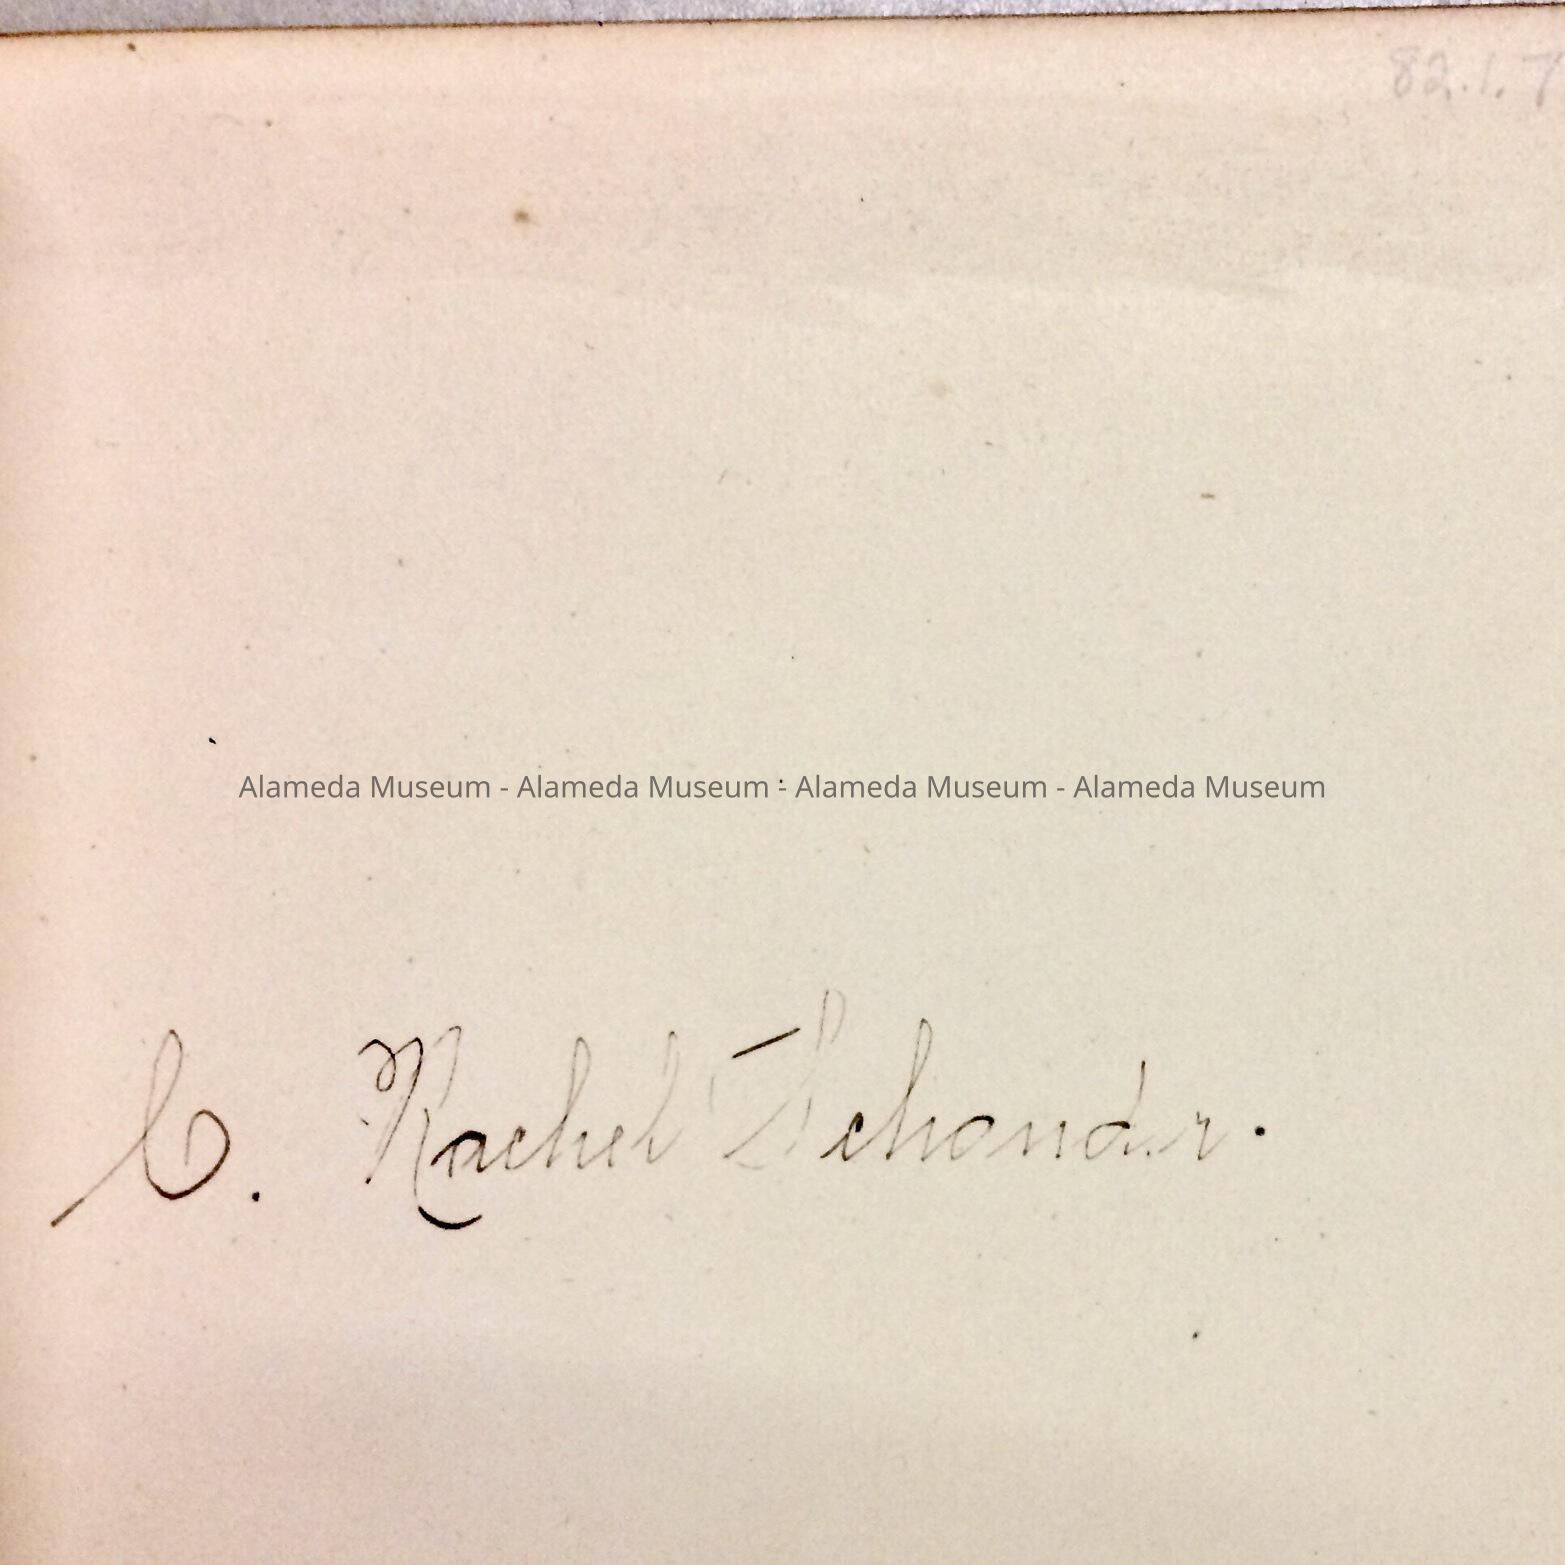 82.1.7
Alameda Museum - Alameda Museum - Alameda Museum - Alameda Museum
C. Rachel Schander.